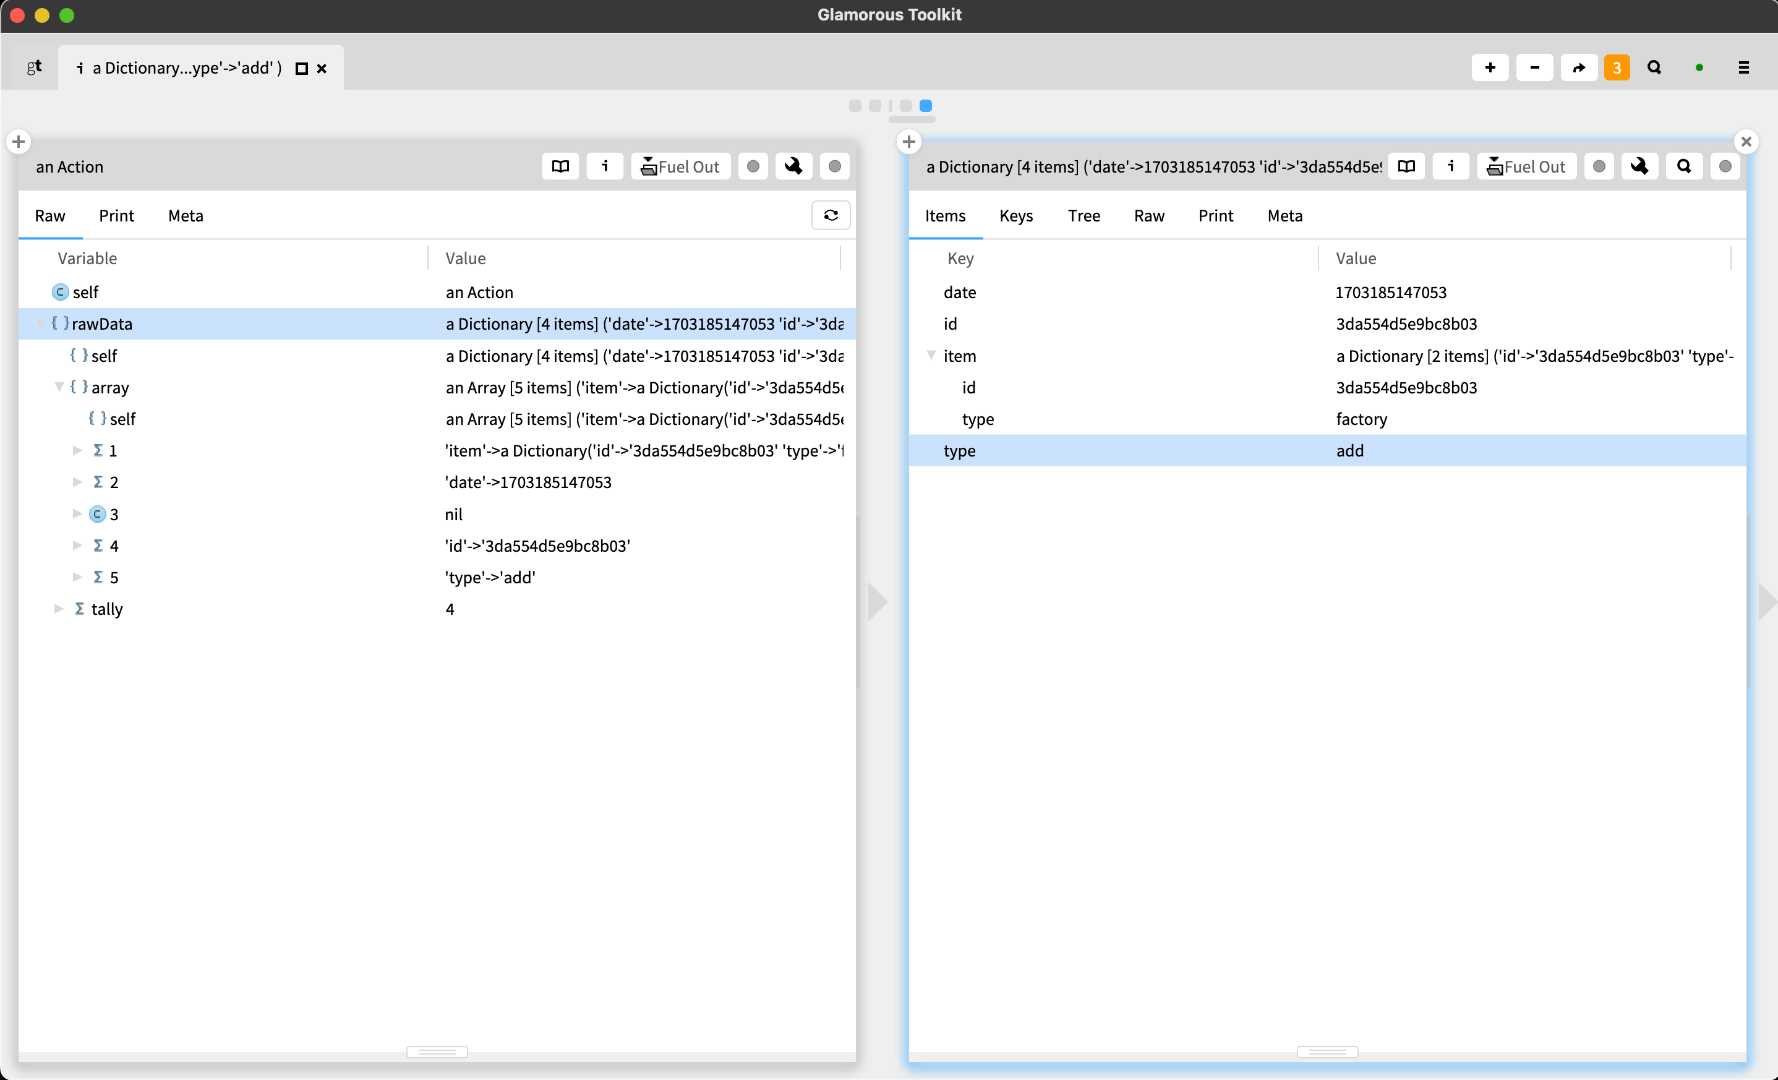 Glamorous Toolkit
gt
i a Dictionary...ype'->'add' )
3
an Action
i
Fuel Out
Raw Print Meta
Variable Value
C self an Action
{ } rawData a Dictionary [4 items] ('date'->1703185147053 'id'->'3da
{ } self a Dictionary [4 items] ('date'->1703185147053 'id'->'3da
{ } array an Array [5 items] ('item'->a Dictionary('id'->'3da554d5e
{ } self an Array [5 items] ('item'->a Dictionary('id'->'3da554d5e
Σ 1 'item'->a Dictionary('id'->'3da554d5e9bc8b03' 'type'->'f
Σ 2 'date'->1703185147053
C 3 nil
Σ 4 'id'->'3da554d5e9bc8b03'
Σ 5 'type'->'add'
Σ tally 4
a Dictionary [4 items] ('date'->1703185147053 'id'->'3da554d5e9
i
Fuel Out
Items Keys Tree Raw Print Meta
Key Value
date 1703185147053
id 3da554d5e9bc8b03
item a Dictionary [2 items] ('id'->'3da554d5e9bc8b03' 'type'-
id 3da554d5e9bc8b03
type factory
type add